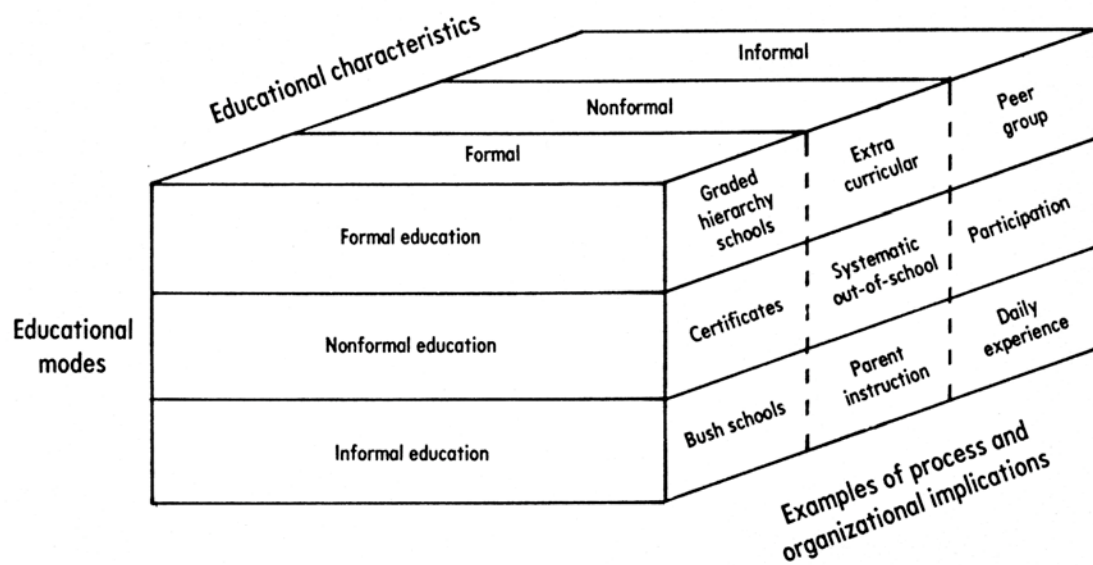 Educational characteristics
Informal
Nonformal
Formal
Educational
modes
Formal education
Nonformal education
Informal education
Graded
hierarchy
schools
Extra
curricular
Peer
group
Certificates
Systematic
out-of-school
Participation
Bush schools
Parent
instruction
Daily
experience
Examples of process and
organizational implications